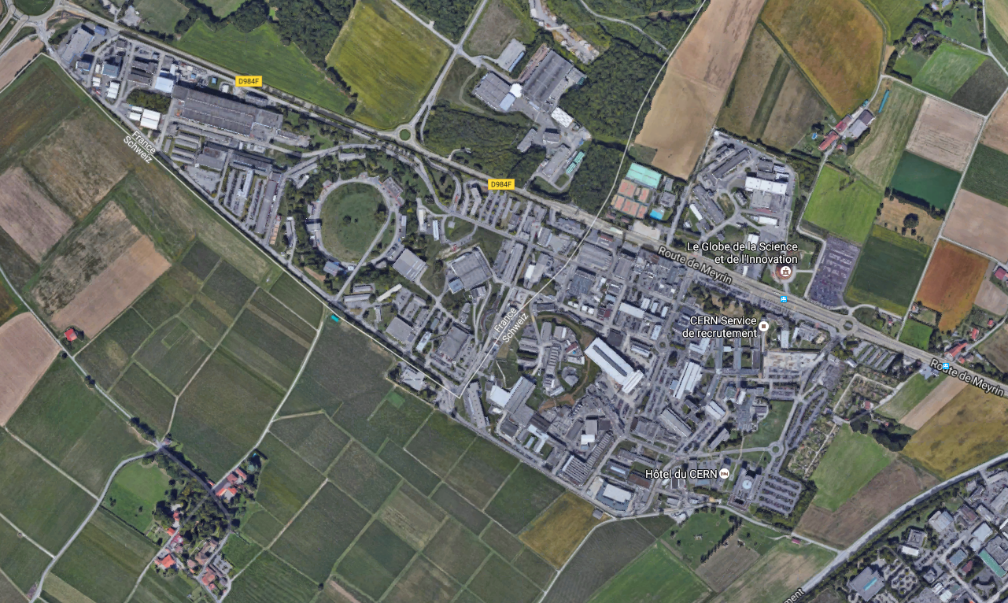 D984F
France
Schweiz
D984F
Le Globe de la Science
et de l'Innovation
Route de Meyrin
CERN Service
de recrutement
France
Schweiz
Route de Meyrin
Hôtel du CERN